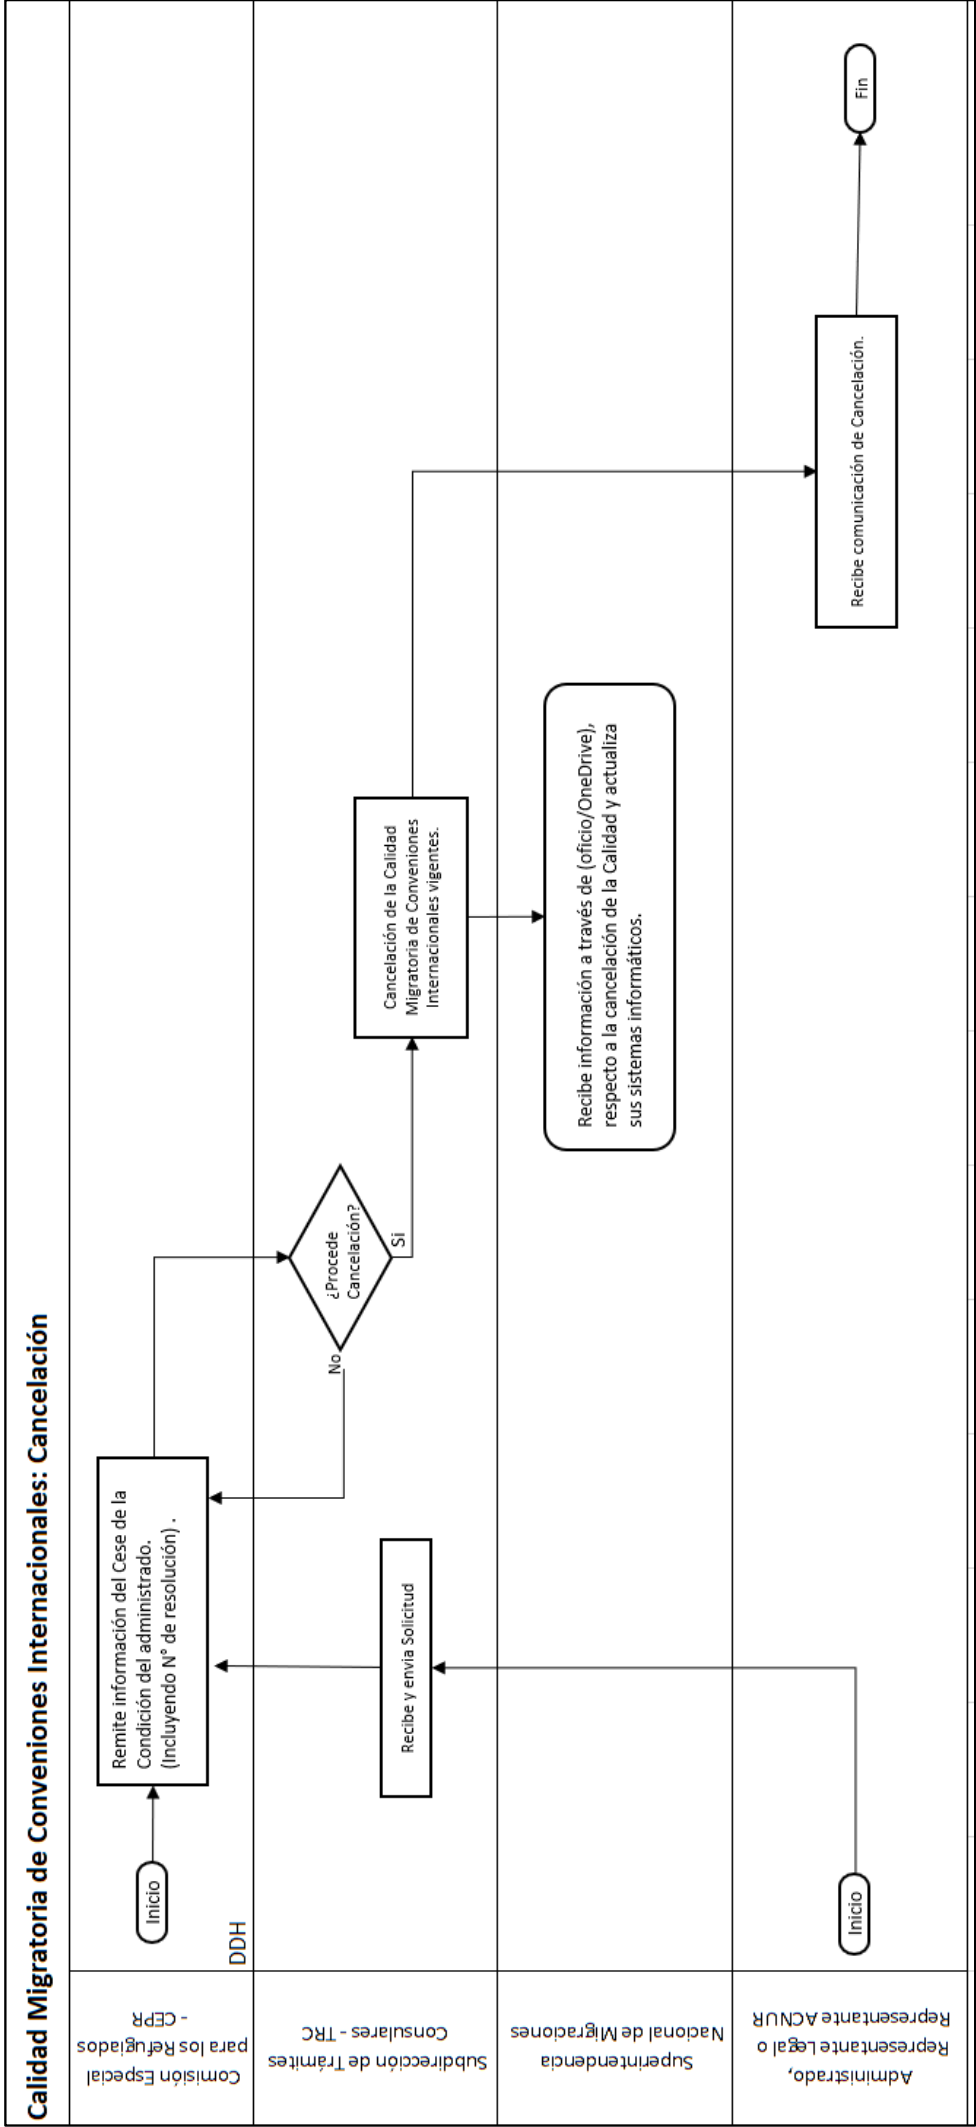 Calidad Migratoria de Conveniones Internacionales: Cancelación
Comisión Especial
para los Refugiados
- CEPR
DDH
Inicio
Remite información del Cese de la
Condición del administrado.
(Incluyendo N° de resolución) .
Subdirección de Trámites
Consulares - TRC
Recibe y envia Solicitud
¿Procede
Cancelación?
No
Si
Cancelación de la Calidad
Migratoria de Conveniones
Internacionales vigentes.
Superintendencia
Nacional de Migraciones
Recibe información a través de (oficio/OneDrive),
respecto a la cancelación de la Calidad y actualiza
sus sistemas informáticos.
Administrado,
Representante Legal o
Representante ACNUR
Inicio
Recibe comunicación de Cancelación.
Fin